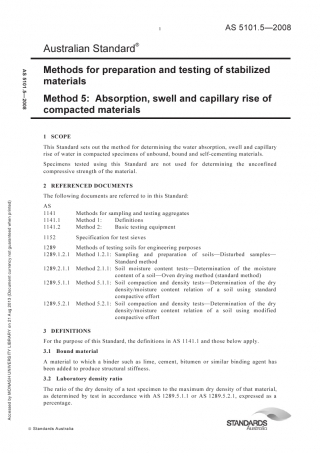 1
AS 5101.5—2008
Australian Standard®
Methods for preparation and testing of stabilized
materials
Method 5: Absorption, swell and capillary rise of
compacted materials
1 SCOPE
This Standard sets out the method for determining the water absorption, swell and capillary
rise of water in compacted specimens of unbound, bound and self-cementing materials.
Specimens tested using this Standard are not used for determining the unconfined
compressive strength of the material.
2 REFERENCED DOCUMENTS
The following documents are referred to in this Standard:
AS
1141 Methods for sampling and testing aggregates
1141.1 Method 1: Definitions
1141.2 Method 2: Basic testing equipment
1152 Specification for test sieves
1289 Methods of testing soils for engineering purposes
1289.1.2.1 Method 1.2.1: Sampling and preparation of soils—Disturbed samples—
Standard method
1289.2.1.1 Method 2.1.1: Soil moisture content tests—Determination of the moisture
content of a soil—Oven drying method (standard method)
1289.5.1.1 Method 5.1.1: Soil compaction and density tests—Determination of the dry
density/moisture content relation of a soil using standard
compactive effort
1289.5.2.1 Method 5.2.1: Soil compaction and density tests—Determination of the dry
density/moisture content relation of a soil using modified
compactive effort
3 DEFINITIONS
For the purpose of this Standard, the definitions in AS 1141.1 and those below apply.
3.1 Bound material
A material to which a binder such as lime, cement, bitumen or similar binding agent has
been added to produce structural stiffness.
3.2 Laboratory density ratio
The ratio of the dry density of a test specimen to the maximum dry density of that material,
as determined by test in accordance with AS 1289.5.1.1 or AS 1289.5.2.1, expressed as a
percentage.
© Standards Australia
STANDARDS
Australia
AS 5101.5—2008
Accessed by MONASH UNIVERSITY LIBRARY on 21 Aug 2012 (Document currency not guaranteed when printed)